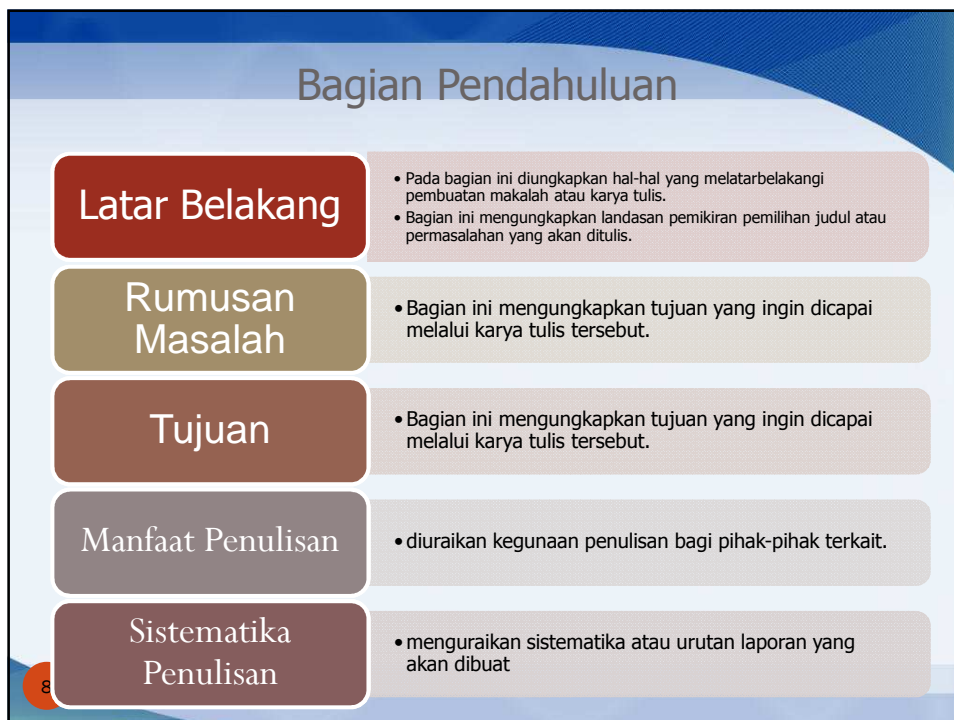 Bagian Pendahuluan
Latar Belakang
• Pada bagian ini diungkapkan hal-hal yang melatarbelakangi
pembuatan makalah atau karya tulis.
• Bagian ini mengungkapkan landasan pemikiran pemilihan judul atau
permasalahan yang akan ditulis.
Rumusan
Masalah
• Bagian ini mengungkapkan tujuan yang ingin dicapai
melalui karya tulis tersebut.
Tujuan
• Bagian ini mengungkapkan tujuan yang ingin dicapai
melalui karya tulis tersebut.
Manfaat Penulisan
• diuraikan kegunaan penulisan bagi pihak-pihak terkait.
Sistematika
Penulisan
• menguraikan sistematika atau urutan laporan yang
akan dibuat
8